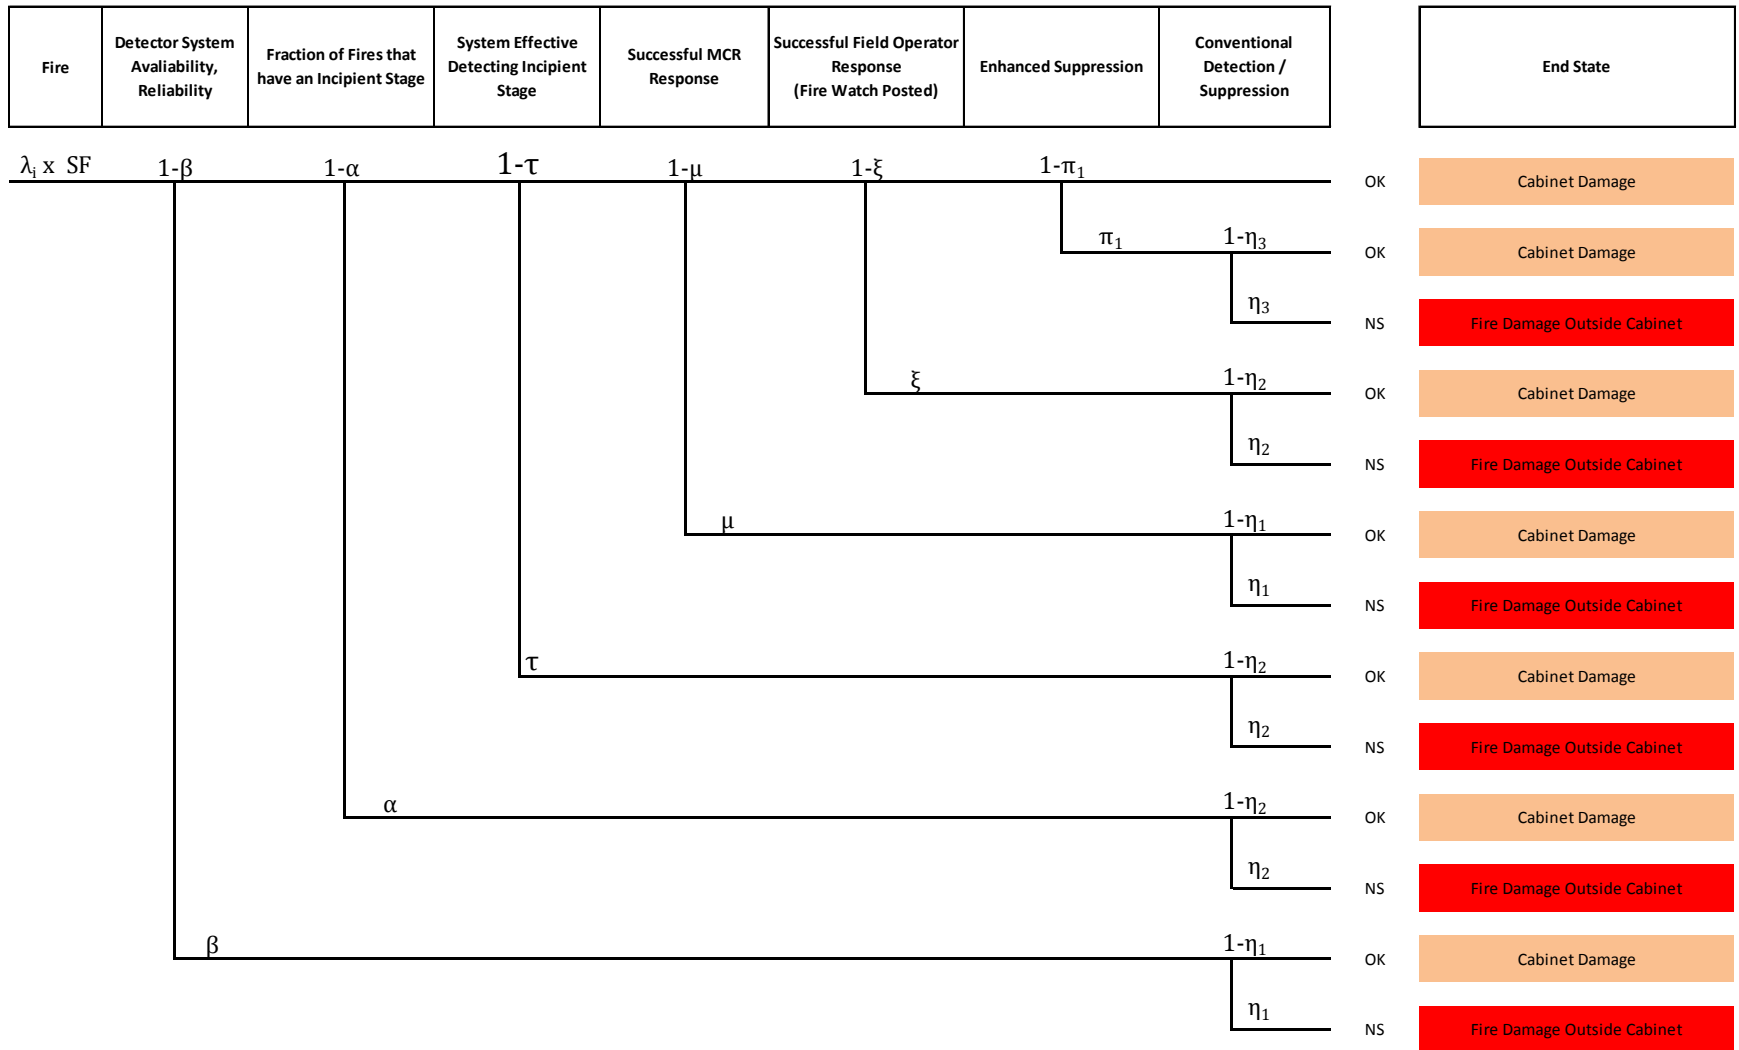 Fire
Detector System
Avaliability,
Reliability
Fraction of Fires that
have an Incipient Stage
System Effective
Detecting Incipient
Stage
Successful MCR
Response
Successful Field Operator
Response
(Fire Watch Posted)
Enhanced Suppression
Conventional
Detection /
Suppression
End State
λi x SF
1-β
1-α
1-τ
1-μ
1-ξ
1-π1
OK
Cabinet Damage
π1
1-η3
OK
Cabinet Damage
η3
NS
Fire Damage Outside Cabinet
ξ
1-η2
OK
Cabinet Damage
η2
NS
Fire Damage Outside Cabinet
μ
1-η1
OK
Cabinet Damage
η1
NS
Fire Damage Outside Cabinet
τ
1-η2
OK
Cabinet Damage
η2
NS
Fire Damage Outside Cabinet
α
1-η2
OK
Cabinet Damage
η2
NS
Fire Damage Outside Cabinet
β
1-η1
OK
Cabinet Damage
η1
NS
Fire Damage Outside Cabinet